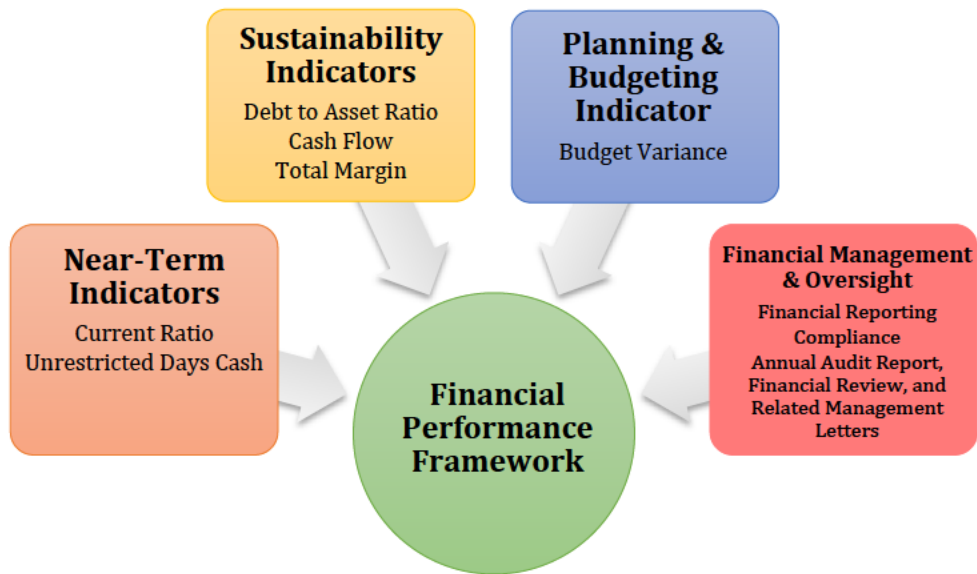 Sustainability
Indicators
Debt to Asset Ratio
Cash Flow
Total Margin
Planning &
Budgeting
Indicator
Budget Variance
Near-Term
Indicators
Current Ratio
Unrestricted Days Cash
Financial Management
& Oversight
Financial Reporting
Compliance
Annual Audit Report,
Financial Review, and
Related Management
Letters
Financial
Performance
Framework